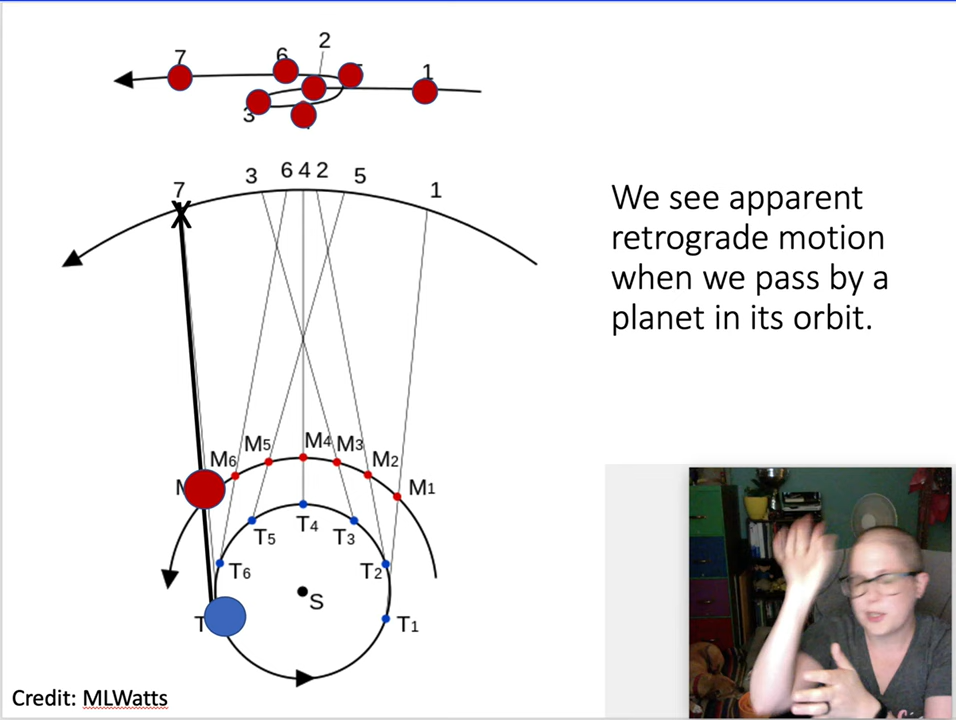 2
7 6 1
3
3 6 4 2 5
7 1
We see apparent
retrograde motion
when we pass by a
planet in its orbit.
M6 M5 M4 M3 M2 M1
T5 T4 T3
T6 T2
S
T T1
Credit: MLWatts